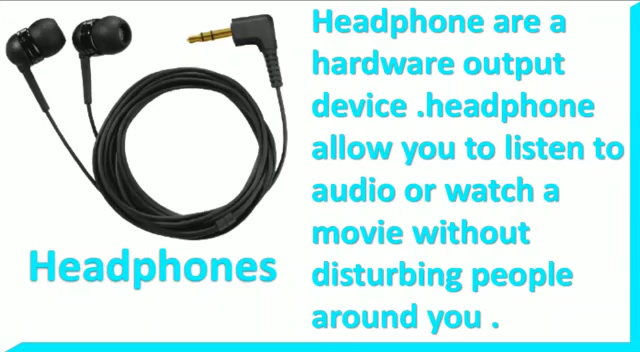 Headphone are a
hardware output
device .headphone
allow you to listen to
audio or watch a
movie without
disturbing people
around you .
Headphones